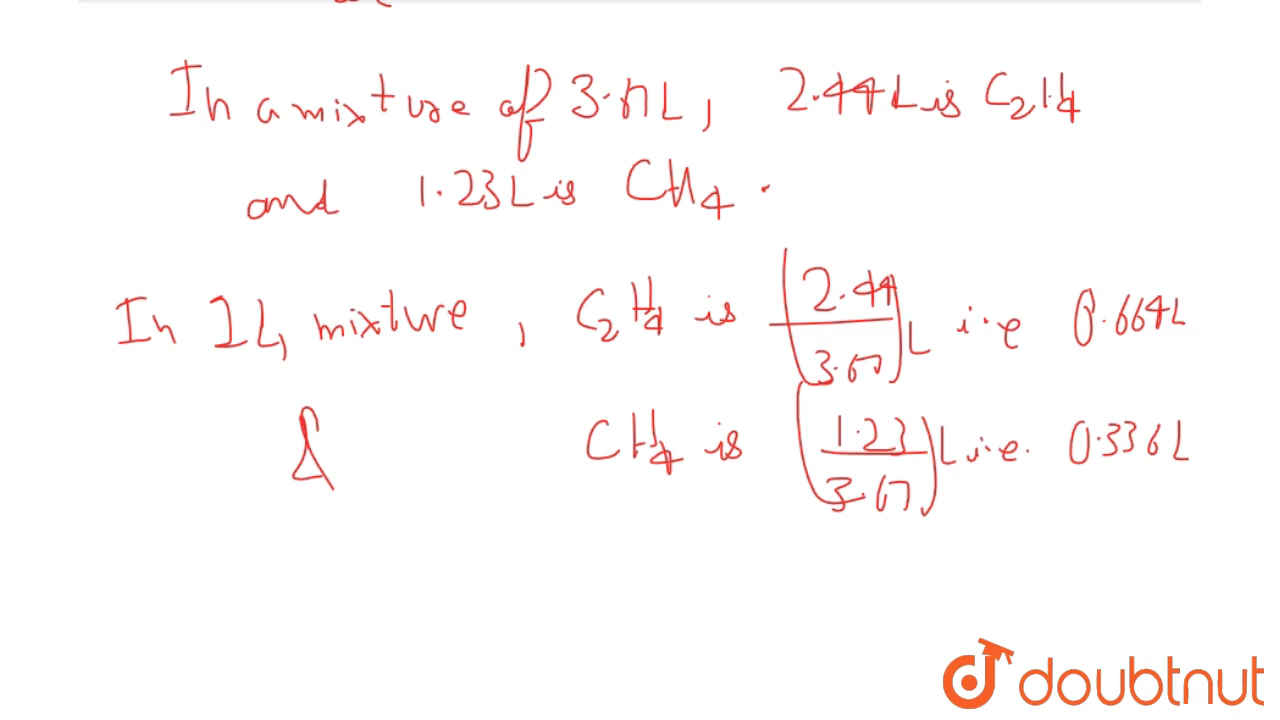 In a mixture of 3.67L, 2.44L is C₂H₄
and 1.23L is CH₄.
In 1L mixture, C₂H₄ is (2.44/3.67)L i.e 0.664L
& CH₄ is (1.23/3.67)L i.e. 0.336L
doubtnut